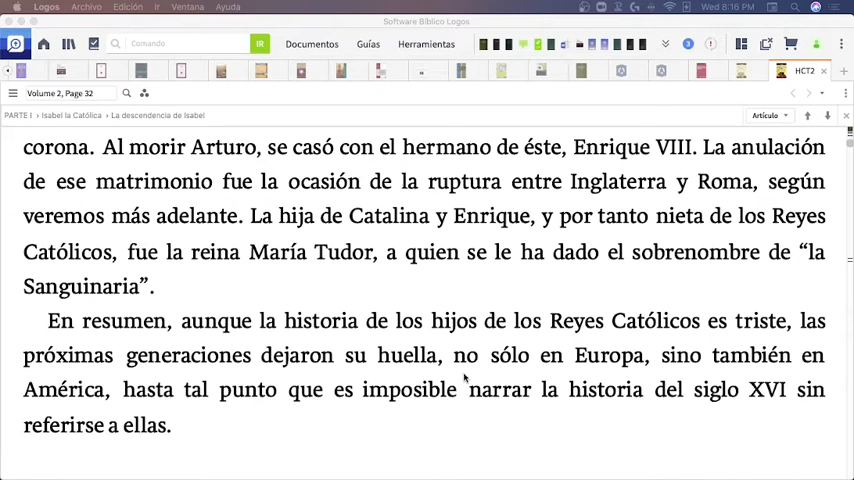 Logos Archivo Edición Ir Ventana Ayuda Wed 8:16 PM
Software Bíblico Logos
Comando IR Documentos Guías Herramientas 3
HCT2
Volume 2, Page 32
PARTE I › Isabel la Católica › La descendencia de Isabel Artículo
corona. Al morir Arturo, se casó con el hermano de éste, Enrique VIII. La anulación
de ese matrimonio fue la ocasión de la ruptura entre Inglaterra y Roma, según
veremos más adelante. La hija de Catalina y Enrique, y por tanto nieta de los Reyes
Católicos, fue la reina María Tudor, a quien se le ha dado el sobrenombre de “la
Sanguinaria”.
En resumen, aunque la historia de los hijos de los Reyes Católicos es triste, las
próximas generaciones dejaron su huella, no sólo en Europa, sino también en
América, hasta tal punto que es imposible narrar la historia del siglo XVI sin
referirse a ellas.